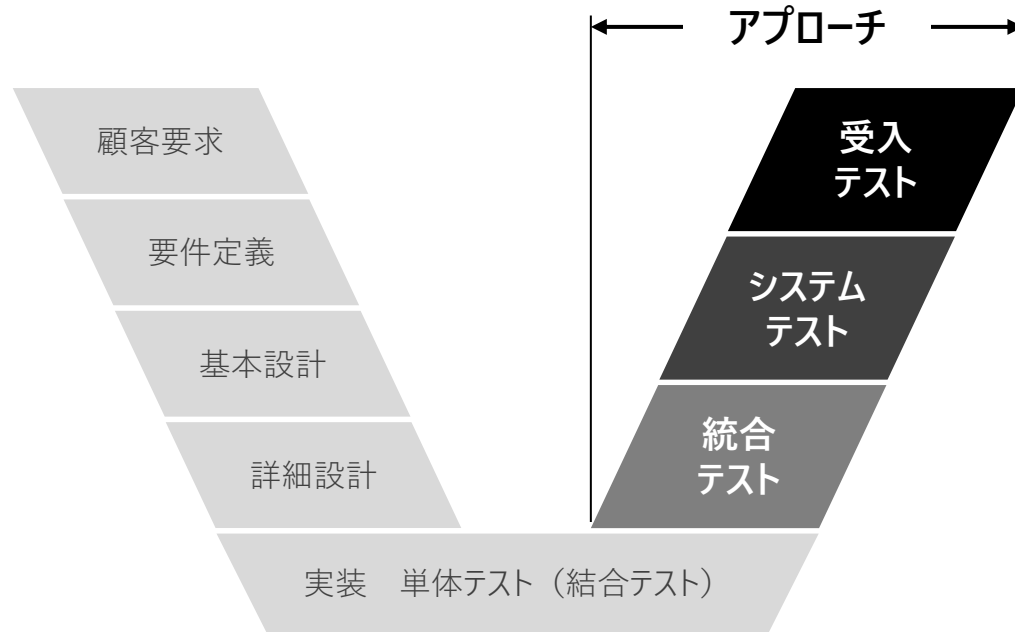 アプローチ
顧客要求
要件定義
基本設計
詳細設計
実装　単体テスト（結合テスト）
受入
テスト
システム
テスト
統合
テスト